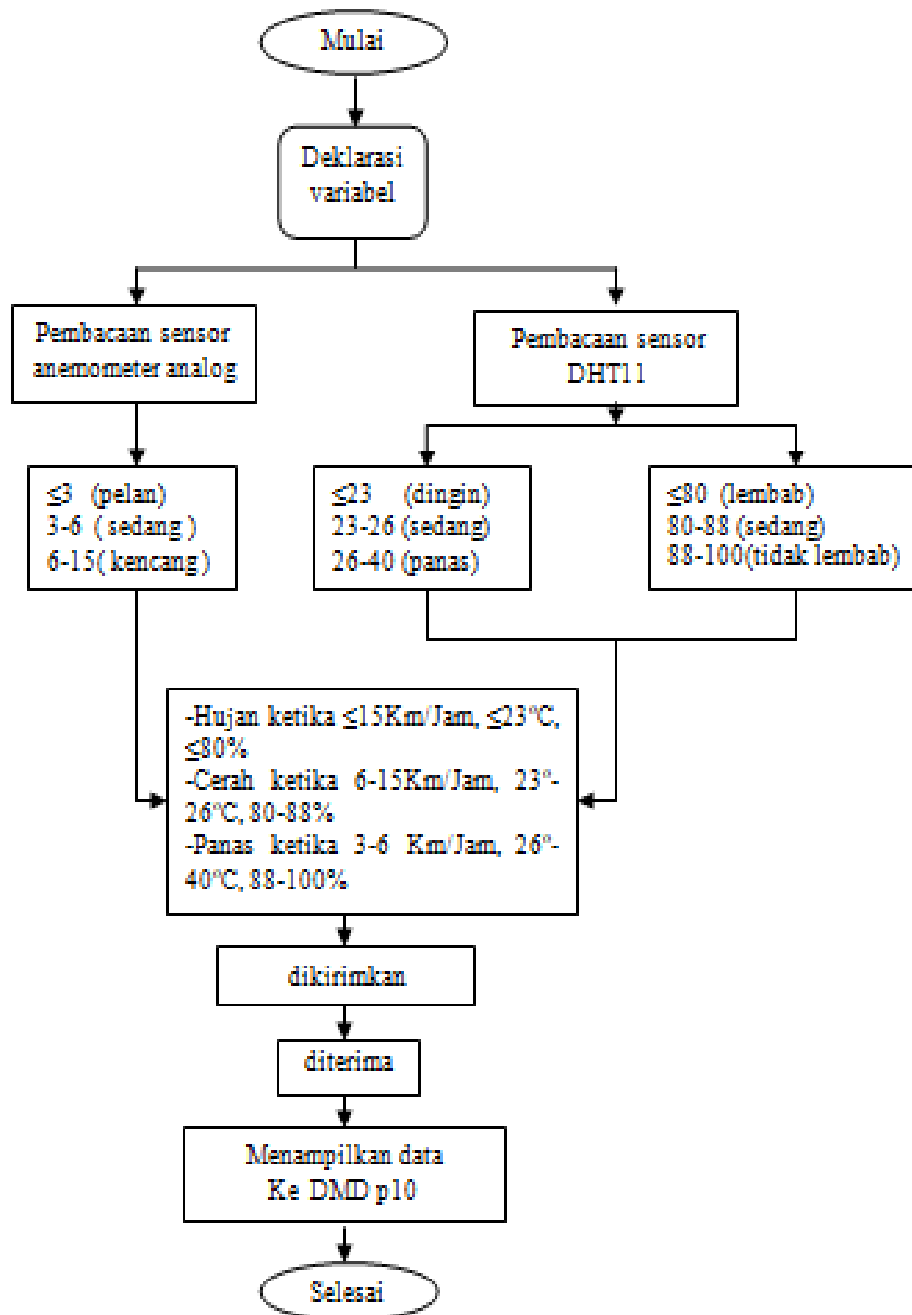 Mulai
Deklarasi
variabel
Pembacaan sensor
anemometer analog
Pembacaan sensor
DHT11
≤3 (pelan)
3-6 ( sedang )
6-15( kencang )
≤23 (dingin)
23-26 (sedang)
26-40 (panas)
≤80 (lembab)
80-88 (sedang)
88-100(tidak lembab)
-Hujan ketika ≤15Km/Jam, ≤23°C,
≤80%
-Cerah ketika 6-15Km/Jam, 23°-
26°C, 80-88%
-Panas ketika 3-6 Km/Jam, 26°-
40°C, 88-100%
dikirimkan
diterima
Menampilkan data
Ke DMD p10
Selesai